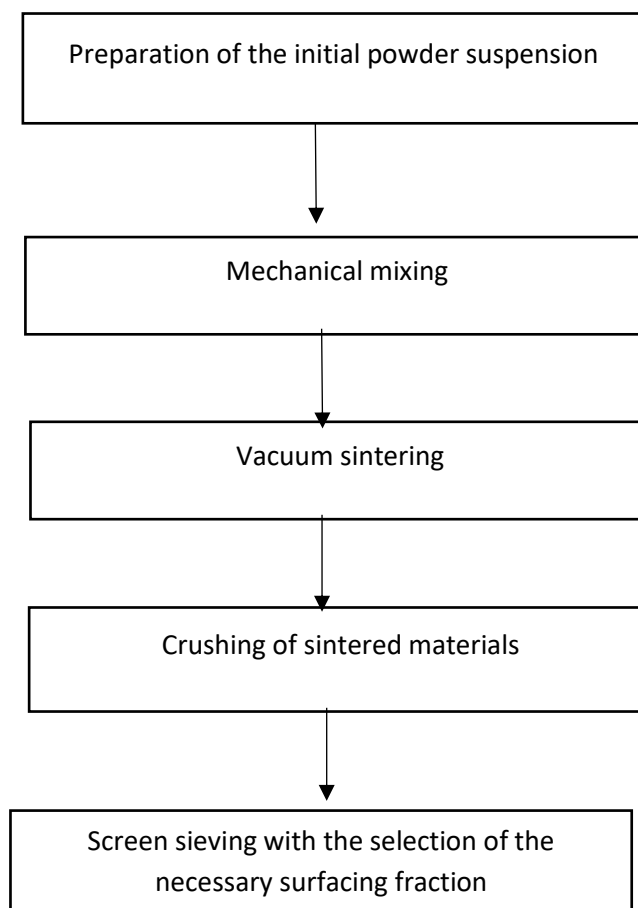 Preparation of the initial powder suspension
Mechanical mixing
Vacuum sintering
Crushing of sintered materials
Screen sieving with the selection of the
necessary surfacing fraction